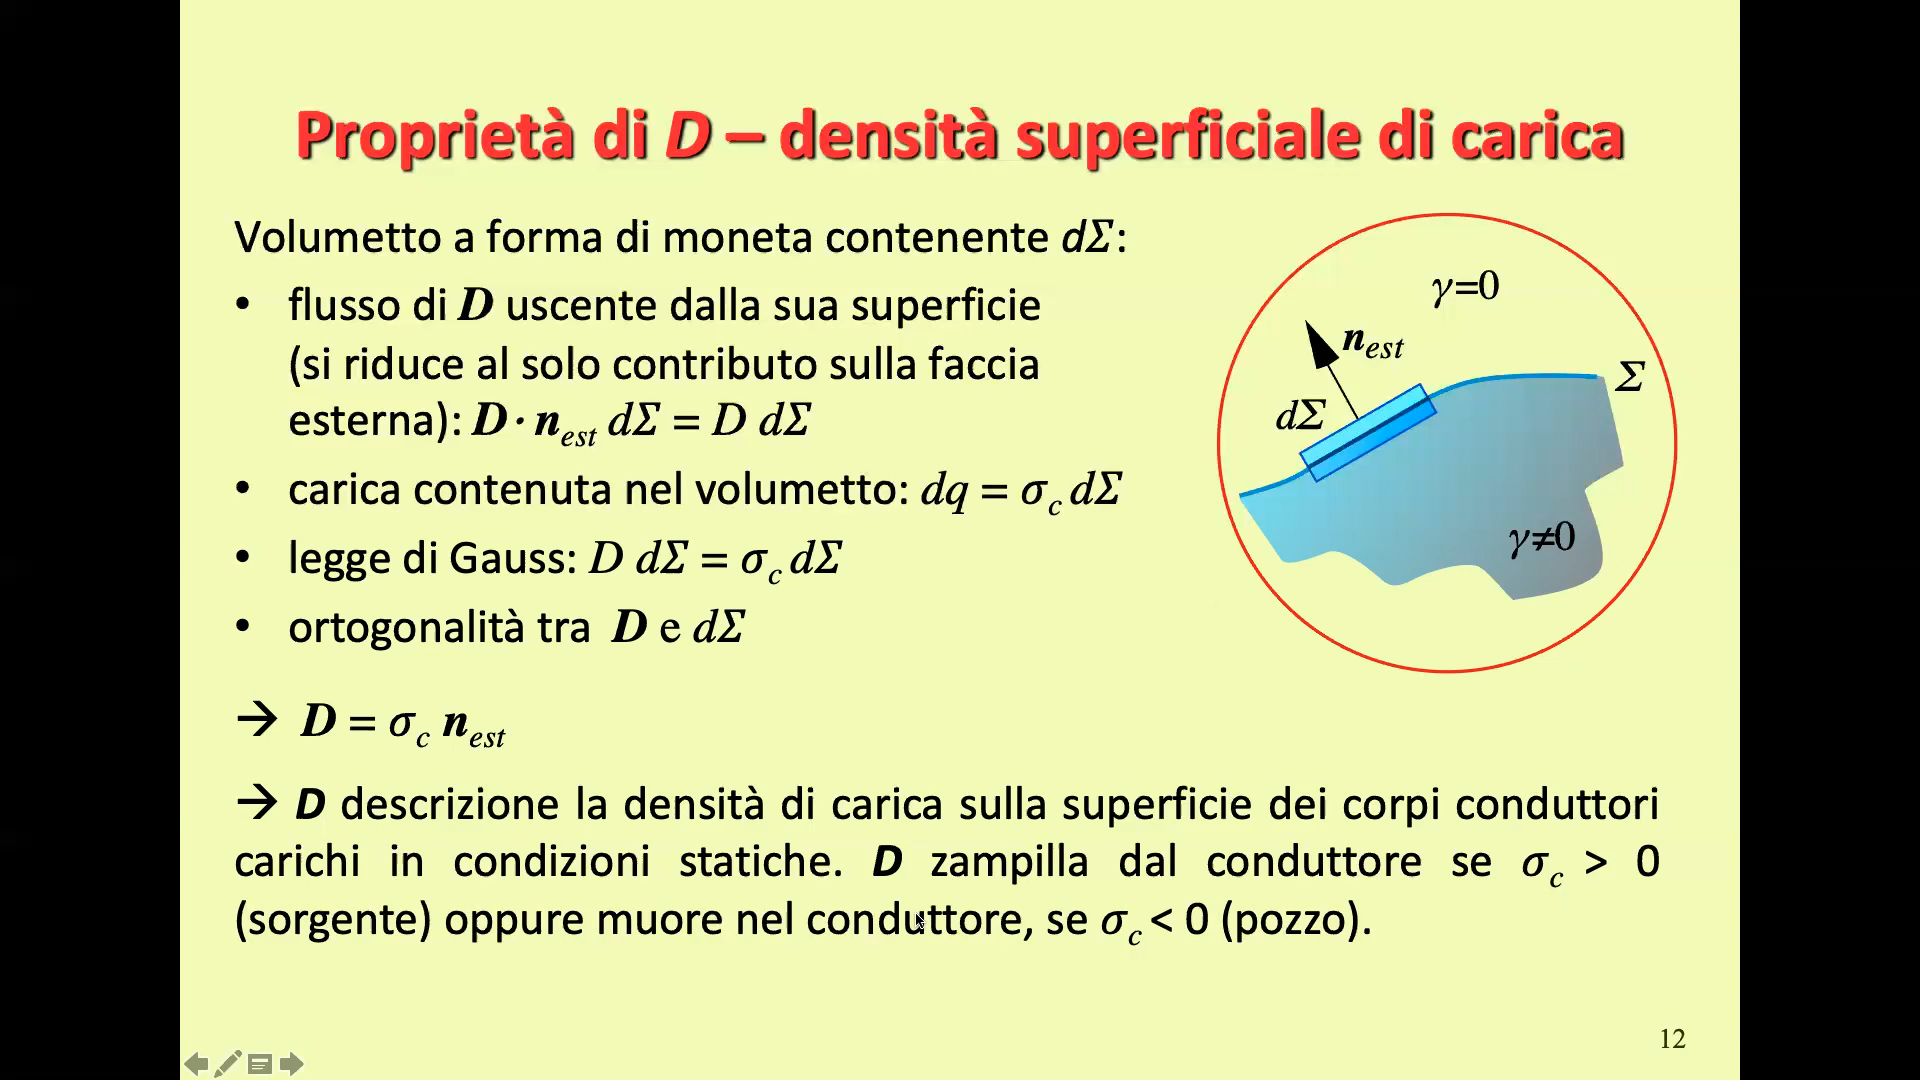 Proprietà di D – densità superficiale di carica
Volumetto a forma di moneta contenente dΣ:
• flusso di D uscente dalla sua superficie
(si riduce al solo contributo sulla faccia
esterna): D · n_est dΣ = D dΣ
• carica contenuta nel volumetto: dq = σ_c dΣ
• legge di Gauss: D dΣ = σ_c dΣ
• ortogonalità tra D e dΣ
→ D = σ_c n_est
→ D descrizione la densità di carica sulla superficie dei corpi conduttori
carichi in condizioni statiche. D zampilla dal conduttore se σ_c > 0
(sorgente) oppure muore nel conduttore, se σ_c < 0 (pozzo).
γ=0
n_est
Σ
dΣ
γ≠0
12